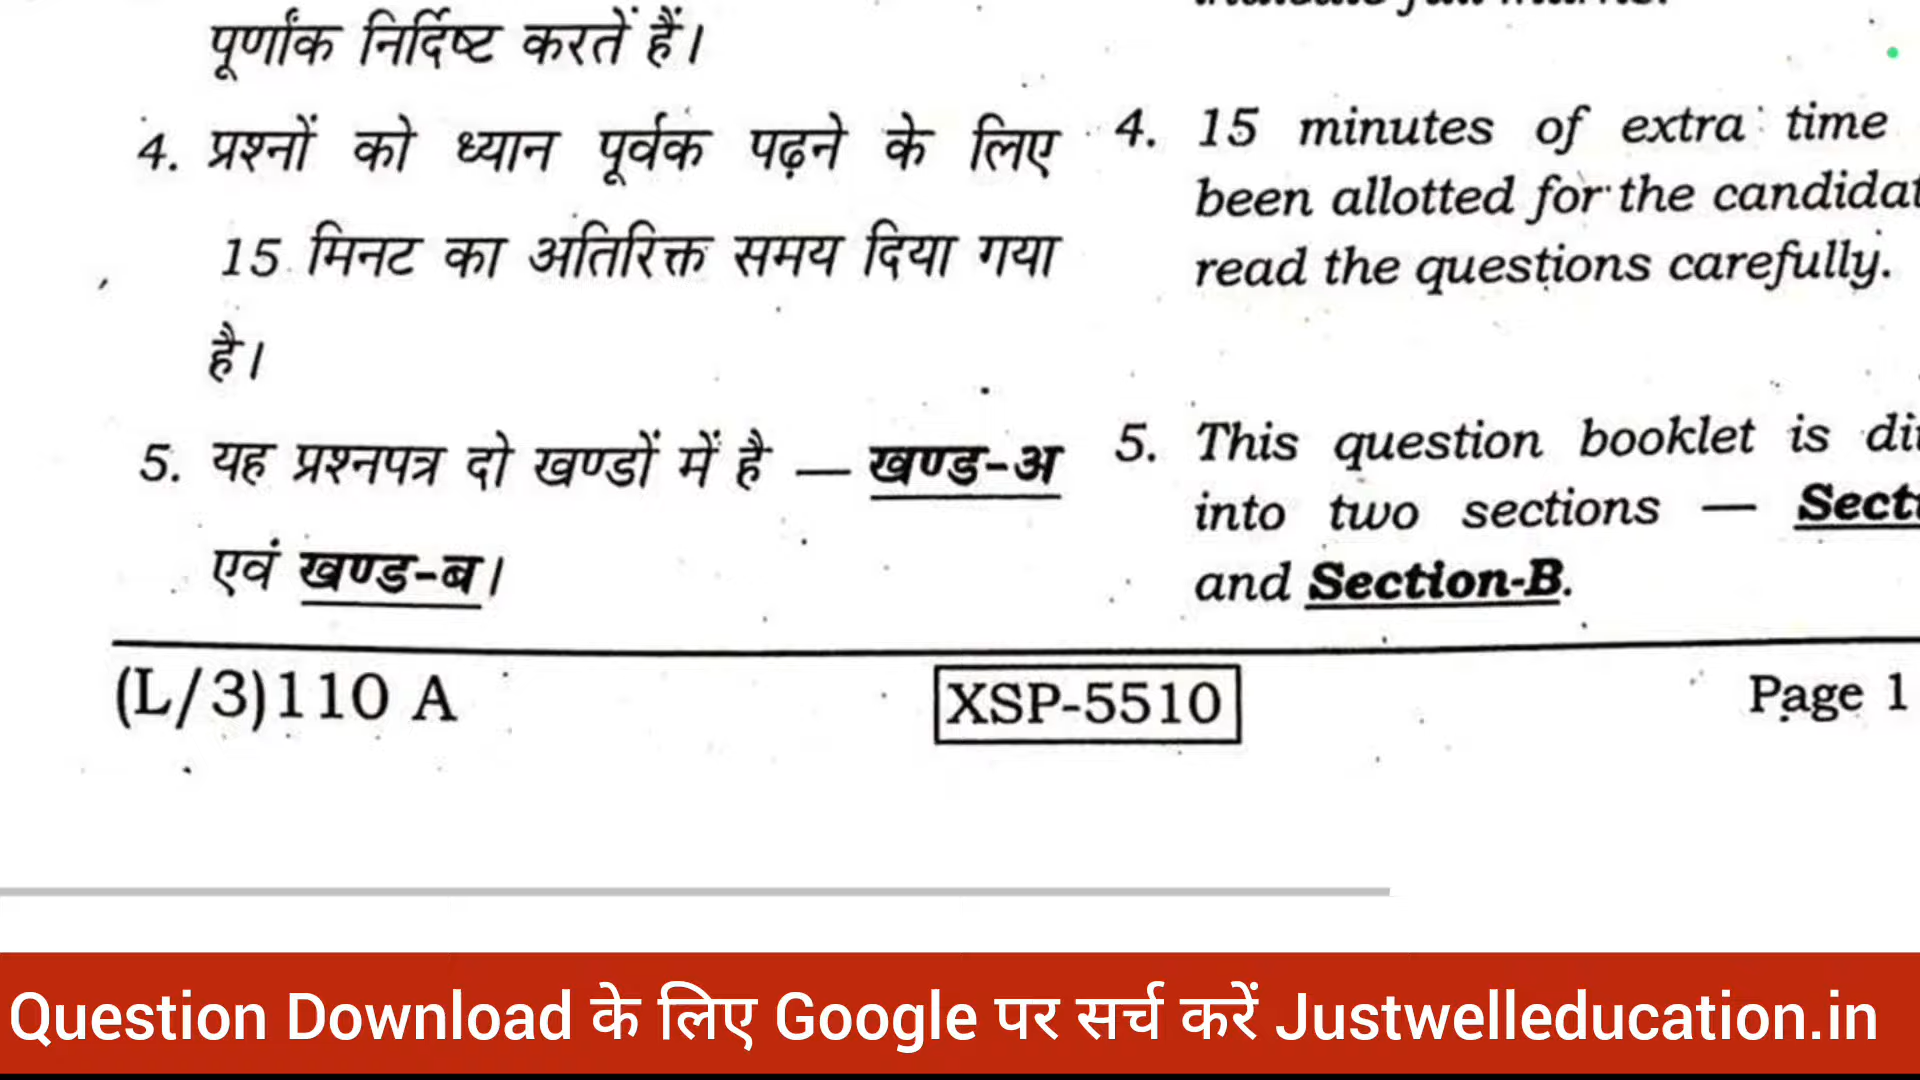 पूर्णांक निर्दिष्ट करतें हैं।
4. प्रश्नों को ध्यान पूर्वक पढ़ने के लिए
15 मिनट का अतिरिक्त समय दिया गया
है।
5. यह प्रश्नपत्र दो खण्डों में है — खण्ड-अ
एवं खण्ड-ब।
4. 15 minutes of extra time
been allotted for the candidat
read the questions carefully.
5. This question booklet is di
into two sections — Sect
and Section-B.
(L/3)110 A XSP-5510 Page 1
Question Download के लिए Google पर सर्च करें Justwelleducation.in